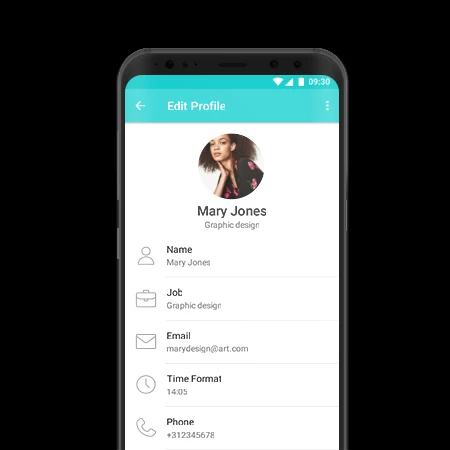 09:30
Edit Profile
Mary Jones
Graphic design
Name
Mary Jones
Job
Graphic design
Email
marydesign@art.com
Time Format
14:05
Phone
+312345678